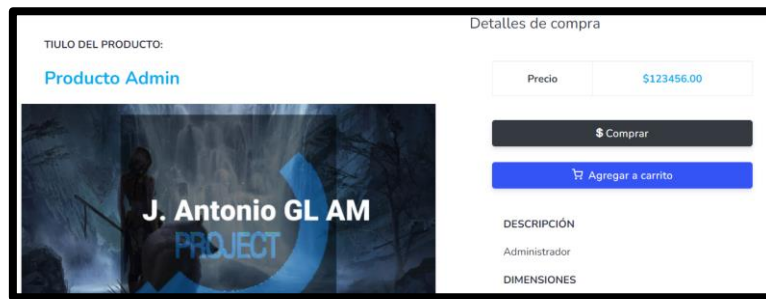 Detalles de compra
TIULO DEL PRODUCTO:
Producto Admin
Precio
$123456.00
$ Comprar
Agregar a carrito
J. Antonio GL AM
PROJECT
DESCRIPCIÓN
Administrador
DIMENSIONES